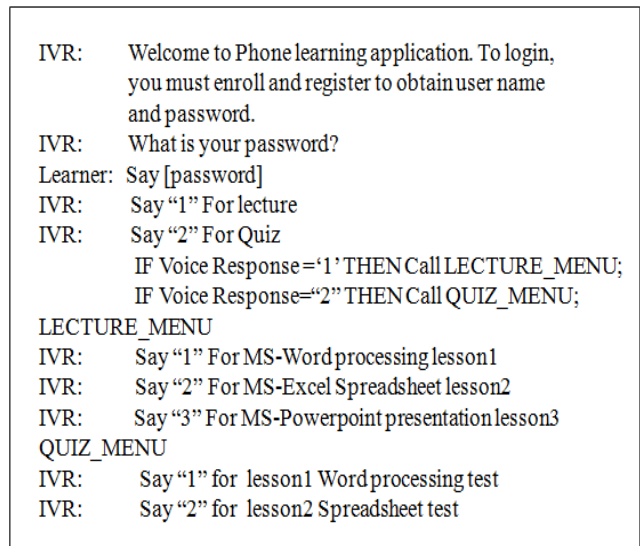 IVR: Welcome to Phone learning application. To login,
you must enroll and register to obtain user name
and password.
IVR: What is your password?
Learner: Say [password]
IVR: Say “1” For lecture
IVR: Say “2” For Quiz
IF Voice Response =‘1’ THEN Call LECTURE_MENU;
IF Voice Response=“2” THEN Call QUIZ_MENU;
LECTURE_MENU
IVR: Say “1” For MS-Word processing lesson1
IVR: Say “2” For MS-Excel Spreadsheet lesson2
IVR: Say “3” For MS-Powerpoint presentation lesson3
QUIZ_MENU
IVR: Say “1” for lesson1 Word processing test
IVR: Say “2” for lesson2 Spreadsheet test